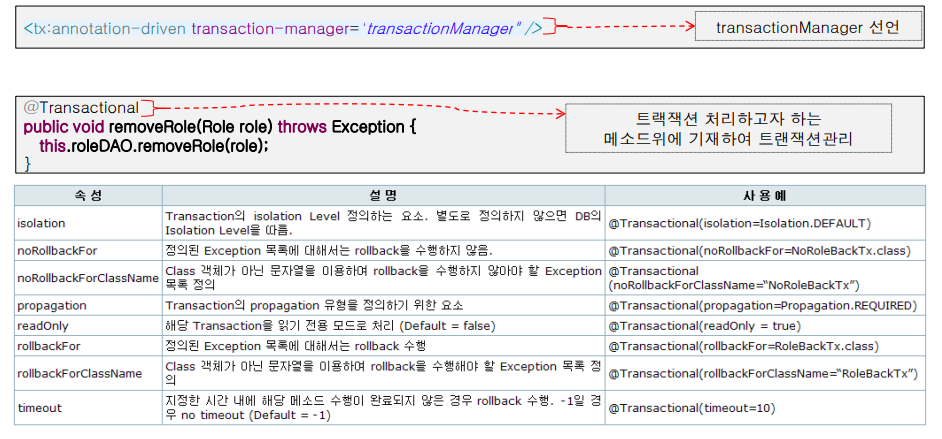 <tx:annotation-driven transaction-manager='transactionManager" />
transactionManager 선언
@Transactional
public void removeRole(Role role) throws Exception {
this.roleDAO.removeRole(role);
}
트랙잭션 처리하고자 하는
메소드위에 기재하여 트랜잭션관리
속 성 설 명 사 용 예
isolation Transaction의 isolation Level 정의하는 요소. 별도로 정의하지 않으면 DB의 @Transactional(isolation=Isolation.DEFAULT)
Isolation Level을 따름.
noRollbackFor 정의된 Exception 목록에 대해서는 rollback을 수행하지 않음. @Transactional(noRollbackFor=NoRoleBackTx.class)
noRollbackForClassName Class 객체가 아닌 문자열을 이용하여 rollback을 수행하지 않아야 할 Exception @Transactional
목록 정의 (noRollbackForClassName=“NoRoleBackTx”)
propagation Transaction의 propagation 유형을 정의하기 위한 요소 @Transactional(propagation=Propagation.REQUIRED)
readOnly 해당 Transaction을 읽기 전용 모드로 처리 (Default = false) @Transactional(readOnly = true)
rollbackFor 정의된 Exception 목록에 대해서는 rollback 수행 @Transactional(rollbackFor=RoleBackTx.class)
rollbackForClassName Class 객체가 아닌 문자열을 이용하여 rollback을 수행해야 할 Exception 목록 정 @Transactional(rollbackForClassName=“RoleBackTx”)
의
timeout 지정한 시간 내에 해당 메소드 수행이 완료되지 않은 경우 rollback 수행. -1일 경 @Transactional(timeout=10)
우 no timeout (Default = -1)